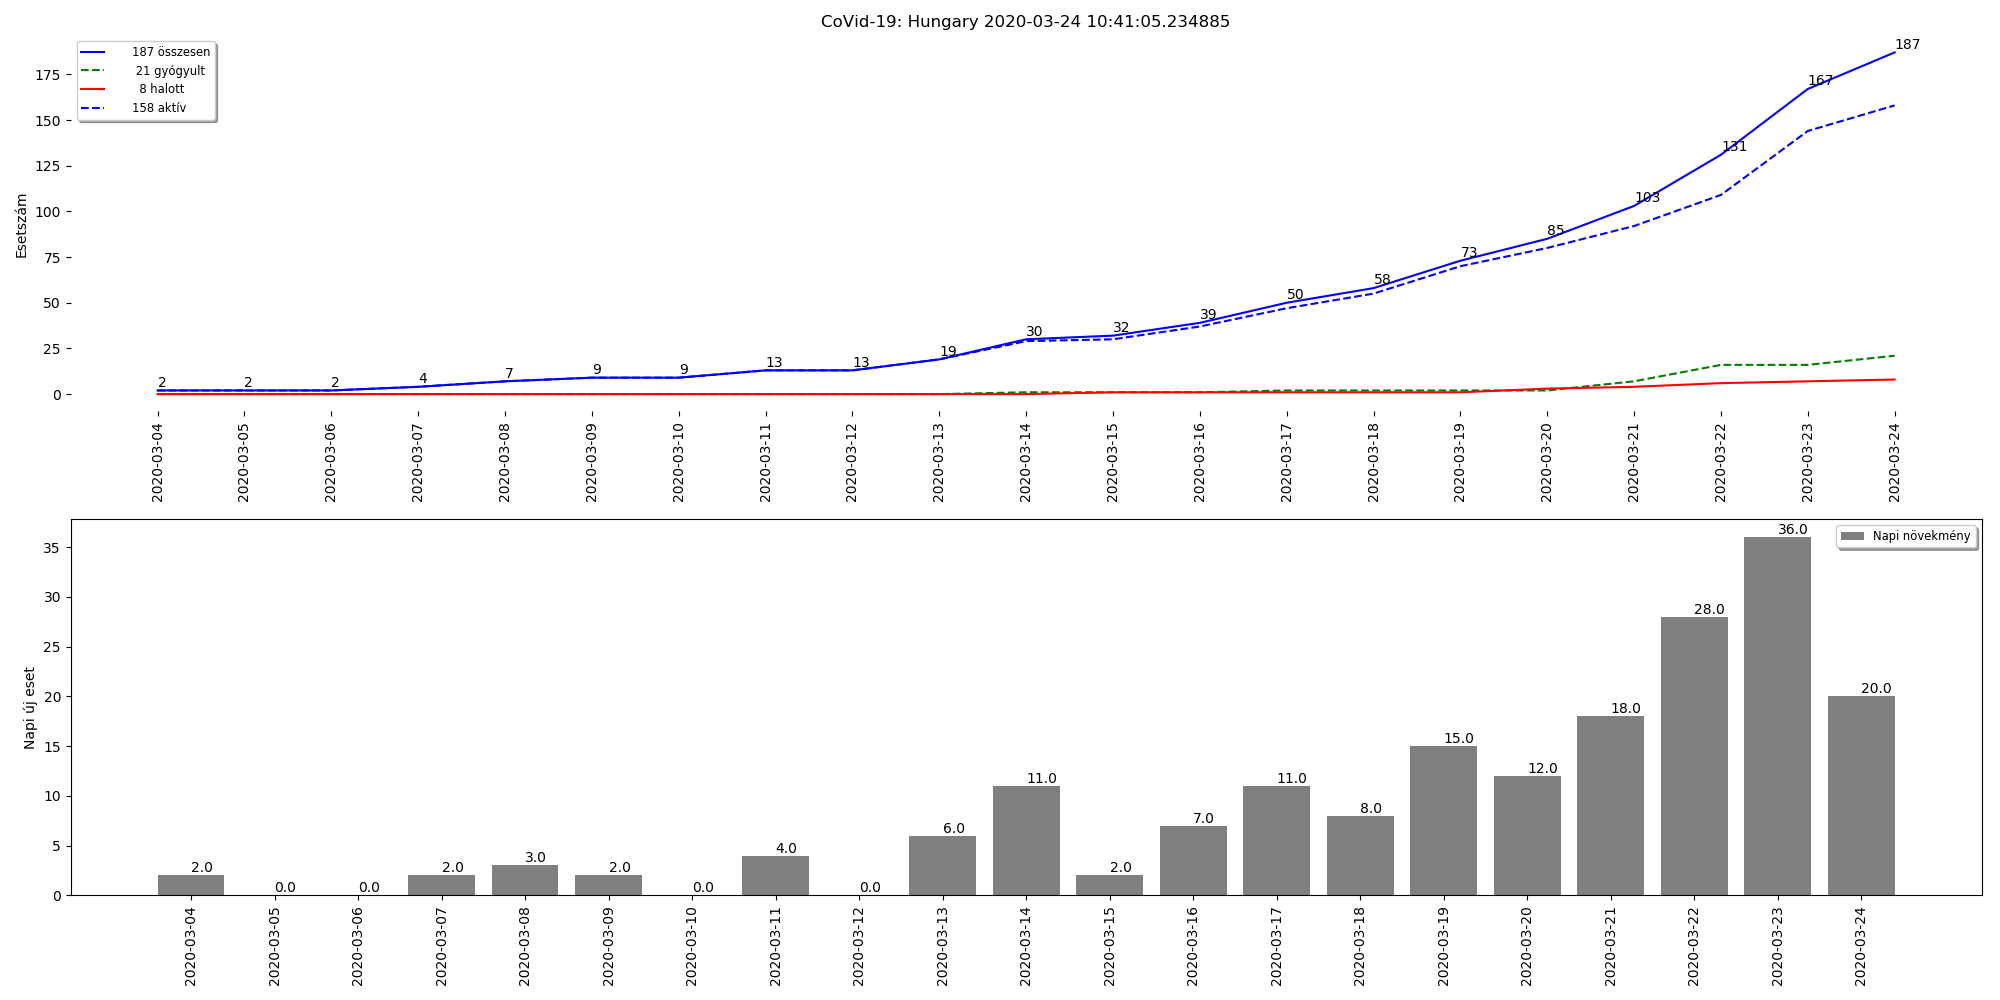 CoVid-19: Hungary 2020-03-24 10:41:05.234885
187 összesen
21 gyógyult
8 halott
158 aktív
Esetszám
175
150
125
100
75
50
25
0
2 2 2 4 7 9 9 13 13 19 30 32 39 50 58 73 85 103 131 167 187
2020-03-04 2020-03-05 2020-03-06 2020-03-07 2020-03-08 2020-03-09 2020-03-10 2020-03-11 2020-03-12 2020-03-13 2020-03-14 2020-03-15 2020-03-16 2020-03-17 2020-03-18 2020-03-19 2020-03-20 2020-03-21 2020-03-22 2020-03-23 2020-03-24
Napi növekmény
Napi új eset
35
30
25
20
15
10
5
0
2.0 0.0 0.0 2.0 3.0 2.0 0.0 4.0 0.0 6.0 11.0 2.0 7.0 11.0 8.0 15.0 12.0 18.0 28.0 36.0 20.0
2020-03-04 2020-03-05 2020-03-06 2020-03-07 2020-03-08 2020-03-09 2020-03-10 2020-03-11 2020-03-12 2020-03-13 2020-03-14 2020-03-15 2020-03-16 2020-03-17 2020-03-18 2020-03-19 2020-03-20 2020-03-21 2020-03-22 2020-03-23 2020-03-24